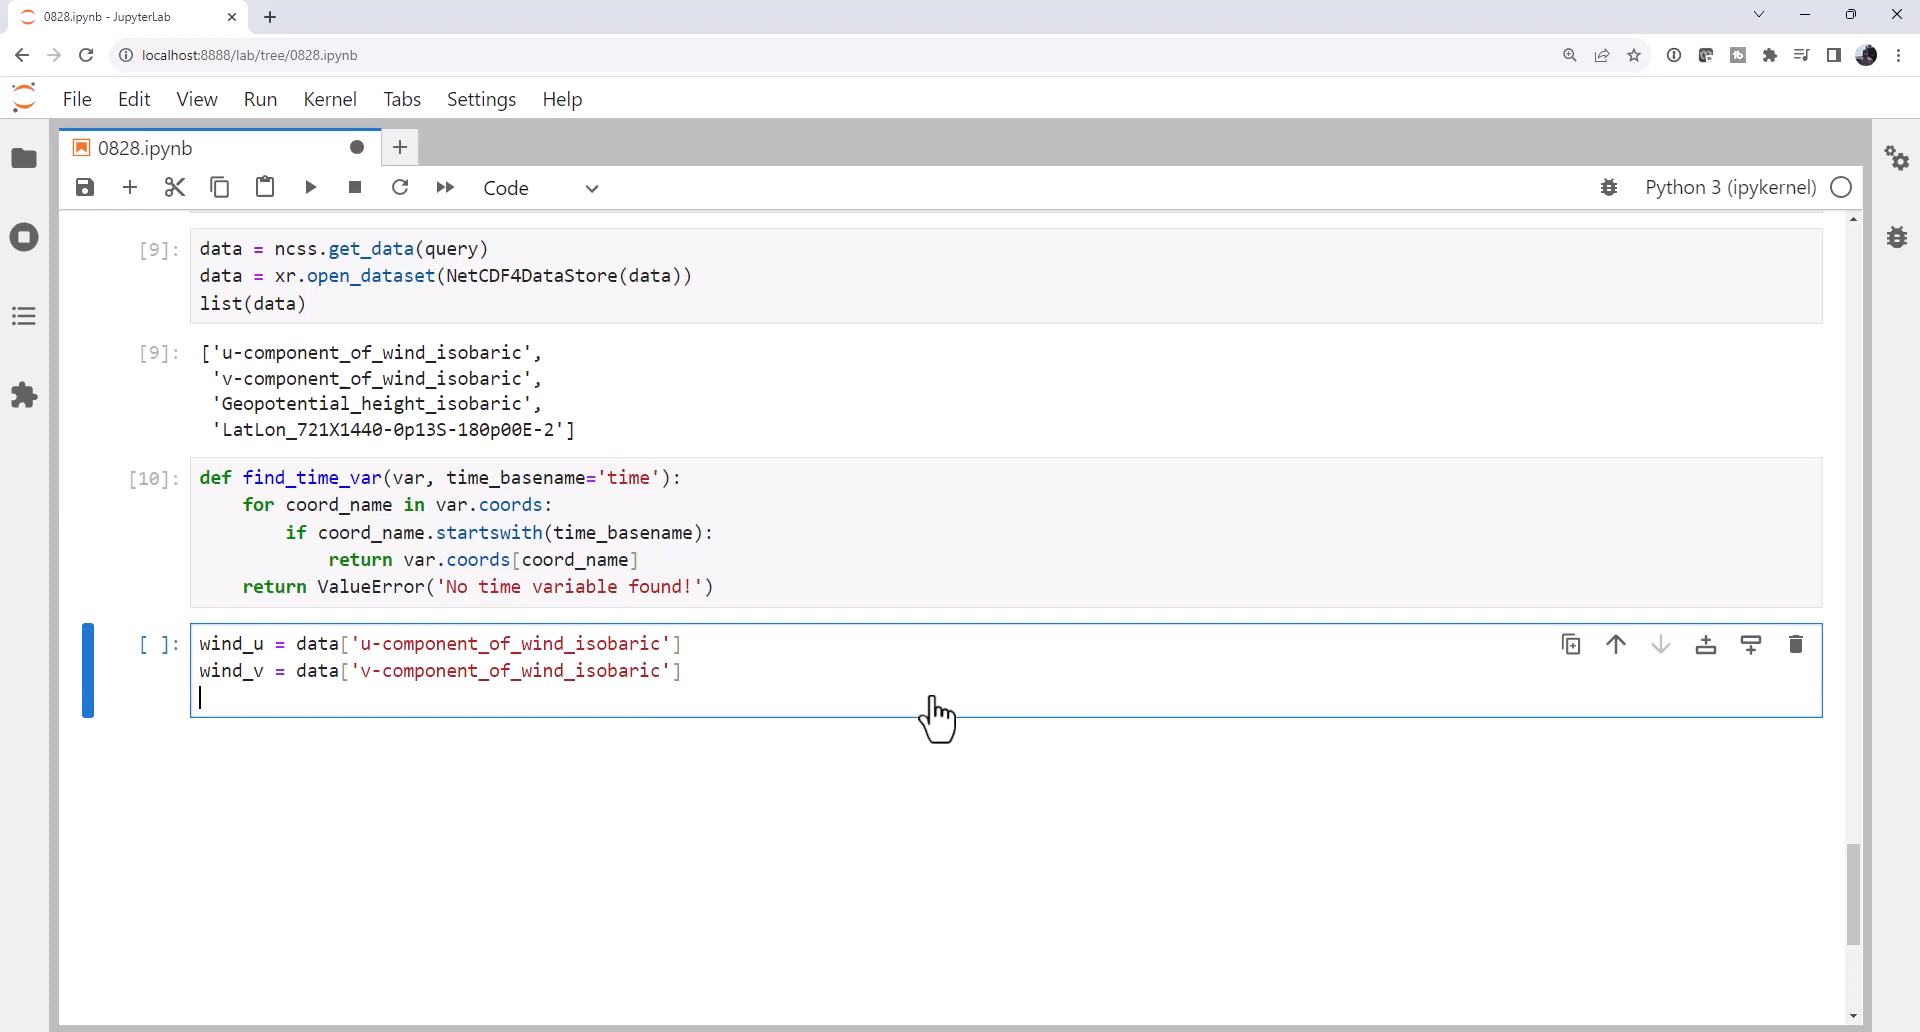 0828.ipynb - JupyterLab
localhost:8888/lab/tree/0828.ipynb
File Edit View Run Kernel Tabs Settings Help
0828.ipynb
Code
Python 3 (ipykernel)
[9]: data = ncss.get_data(query)
data = xr.open_dataset(NetCDF4DataStore(data))
list(data)
[9]: ['u-component_of_wind_isobaric',
'v-component_of_wind_isobaric',
'Geopotential_height_isobaric',
'LatLon_721X1440-0p13S-180p00E-2']
[10]: def find_time_var(var, time_basename='time'):
for coord_name in var.coords:
if coord_name.startswith(time_basename):
return var.coords[coord_name]
return ValueError('No time variable found!')
[ ]: wind_u = data['u-component_of_wind_isobaric']
wind_v = data['v-component_of_wind_isobaric']